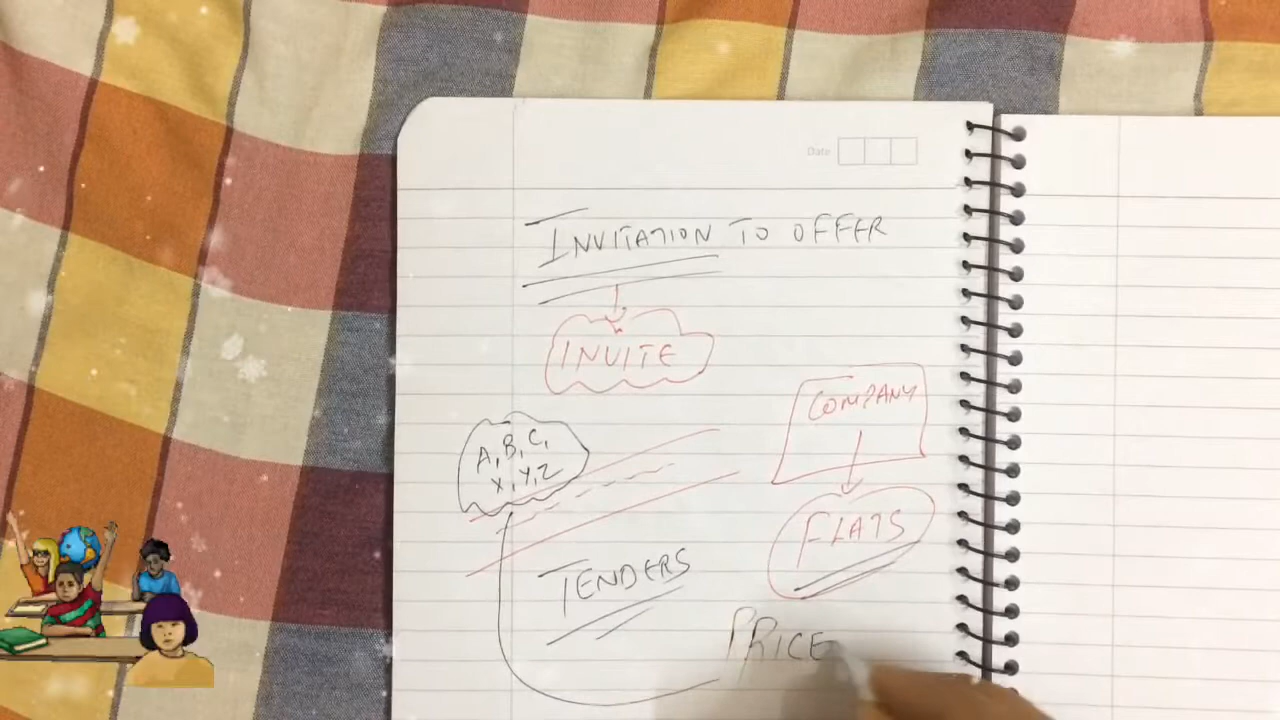 Date
INVITATION TO OFFER
INVITE
COMPANY
A, B, C,
X, Y, Z
FLATS
TENDERS
PRICE